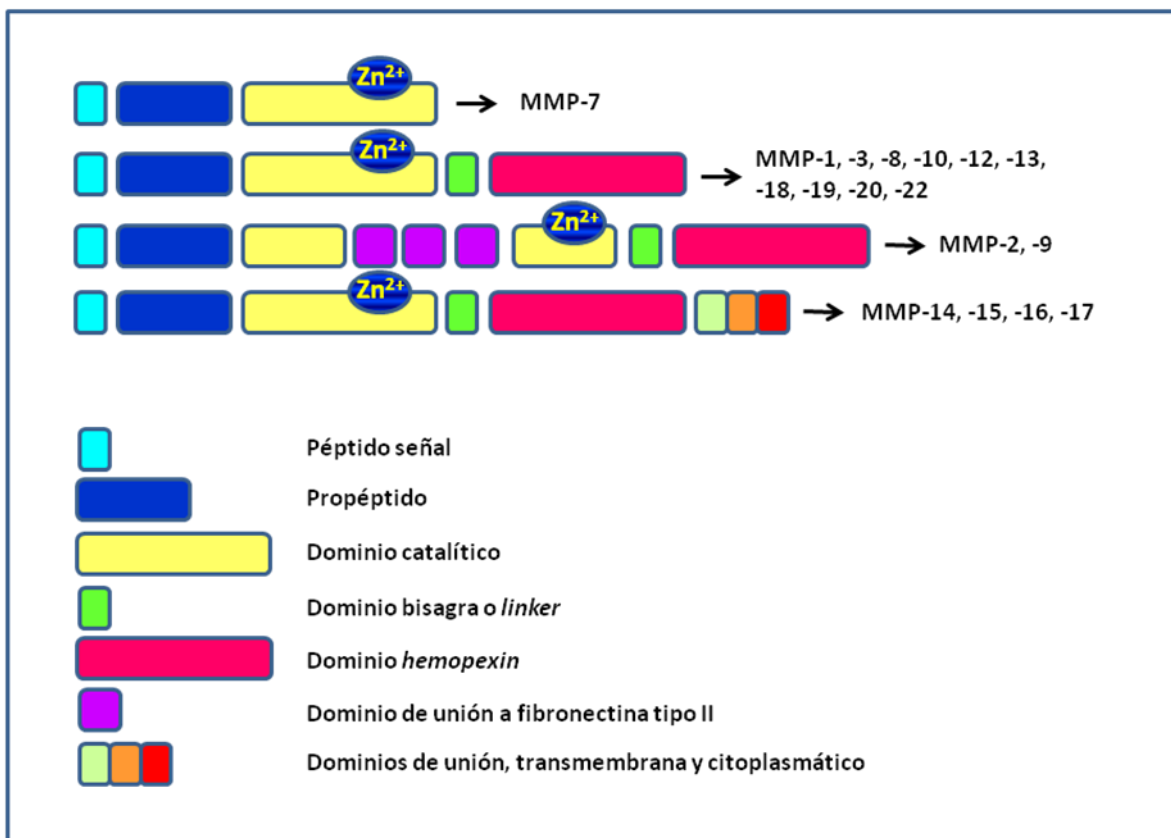 Zn²⁺
MMP-7
Zn²⁺
MMP-1, -3, -8, -10, -12, -13,
-18, -19, -20, -22
Zn²⁺
MMP-2, -9
Zn²⁺
MMP-14, -15, -16, -17
Péptido señal
Propéptido
Dominio catalítico
Dominio bisagra o linker
Dominio hemopexin
Dominio de unión a fibronectina tipo II
Dominios de unión, transmembrana y citoplasmático